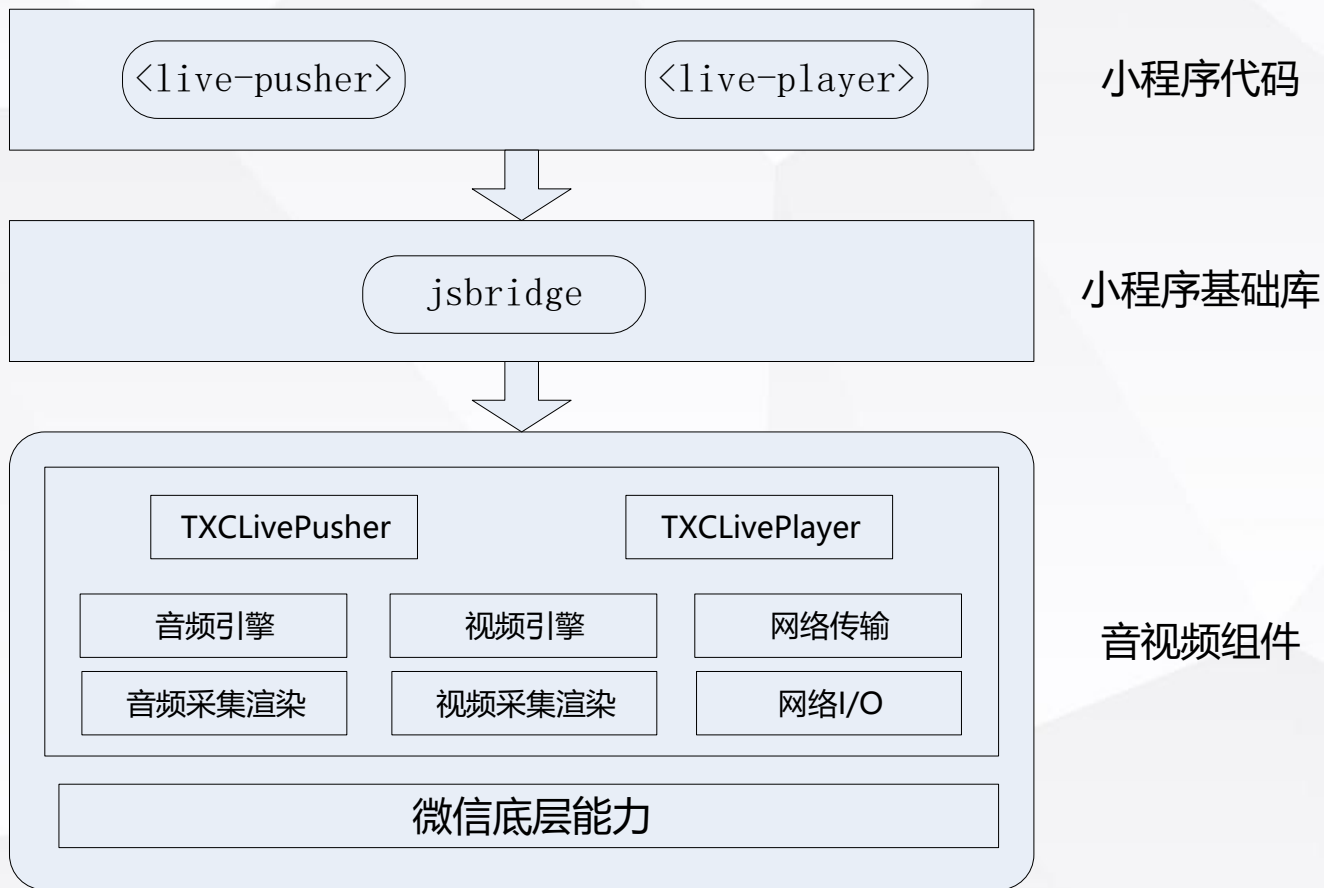 <live-pusher>
<live-player>
小程序代码
jsbridge
小程序基础库
TXCLivePusher
TXCLivePlayer
音频引擎
视频引擎
网络传输
音视频组件
音频采集渲染
视频采集渲染
网络I/O
微信底层能力